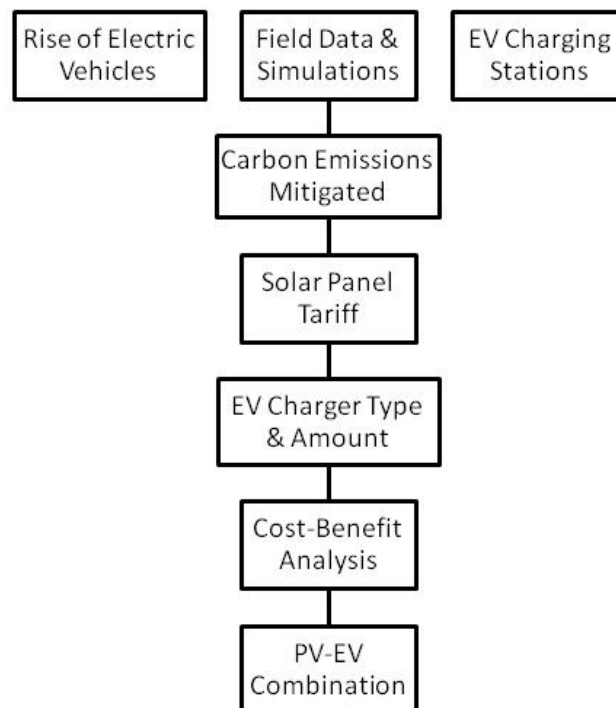 Rise of Electric
Vehicles
Field Data &
Simulations
EV Charging
Stations
Carbon Emissions
Mitigated
Solar Panel
Tariff
EV Charger Type
& Amount
Cost-Benefit
Analysis
PV-EV
Combination